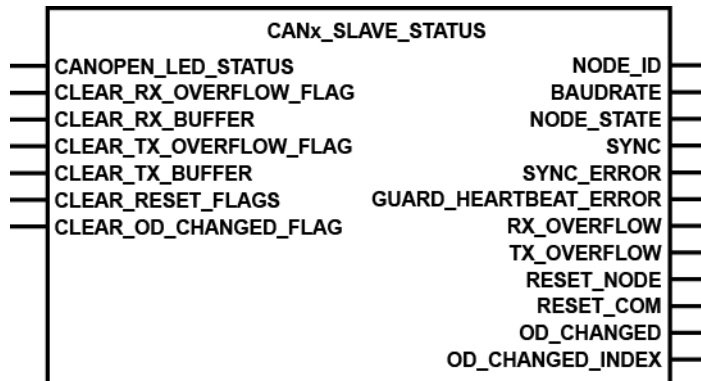 CANx_SLAVE_STATUS
CANOPEN_LED_STATUS NODE_ID
CLEAR_RX_OVERFLOW_FLAG BAUDRATE
CLEAR_RX_BUFFER NODE_STATE
CLEAR_TX_OVERFLOW_FLAG SYNC
CLEAR_TX_BUFFER SYNC_ERROR
CLEAR_RESET_FLAGS GUARD_HEARTBEAT_ERROR
CLEAR_OD_CHANGED_FLAG RX_OVERFLOW
TX_OVERFLOW
RESET_NODE
RESET_COM
OD_CHANGED
OD_CHANGED_INDEX